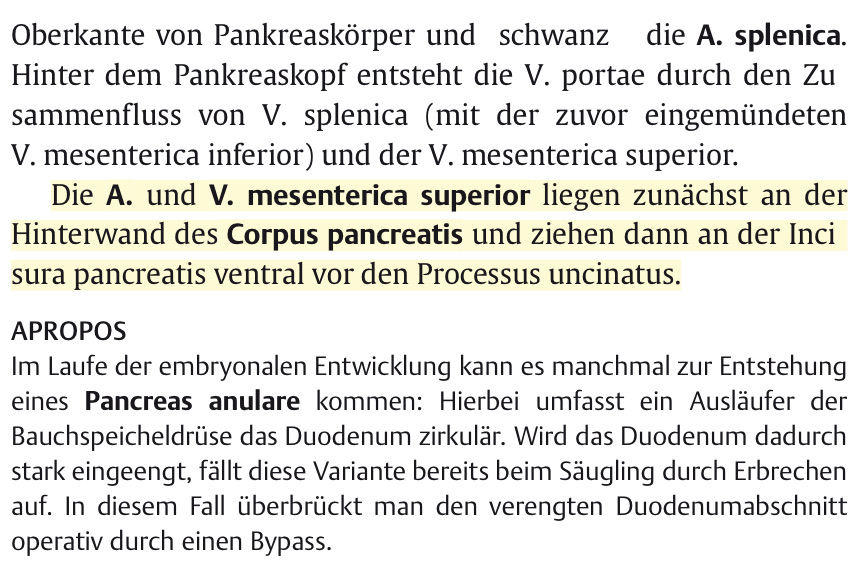 Oberkante von Pankreaskörper und schwanz die A. splenica.
Hinter dem Pankreaskopf entsteht die V. portae durch den Zu
sammenfluss von V. splenica (mit der zuvor eingemündeten
V. mesenterica inferior) und der V. mesenterica superior.
Die A. und V. mesenterica superior liegen zunächst an der
Hinterwand des Corpus pancreatis und ziehen dann an der Inci
sura pancreatis ventral vor den Processus uncinatus.
APROPOS
Im Laufe der embryonalen Entwicklung kann es manchmal zur Entstehung
eines Pancreas anulare kommen: Hierbei umfasst ein Ausläufer der
Bauchspeicheldrüse das Duodenum zirkulär. Wird das Duodenum dadurch
stark eingeengt, fällt diese Variante bereits beim Säugling durch Erbrechen
auf. In diesem Fall überbrückt man den verengten Duodenumabschnitt
operativ durch einen Bypass.